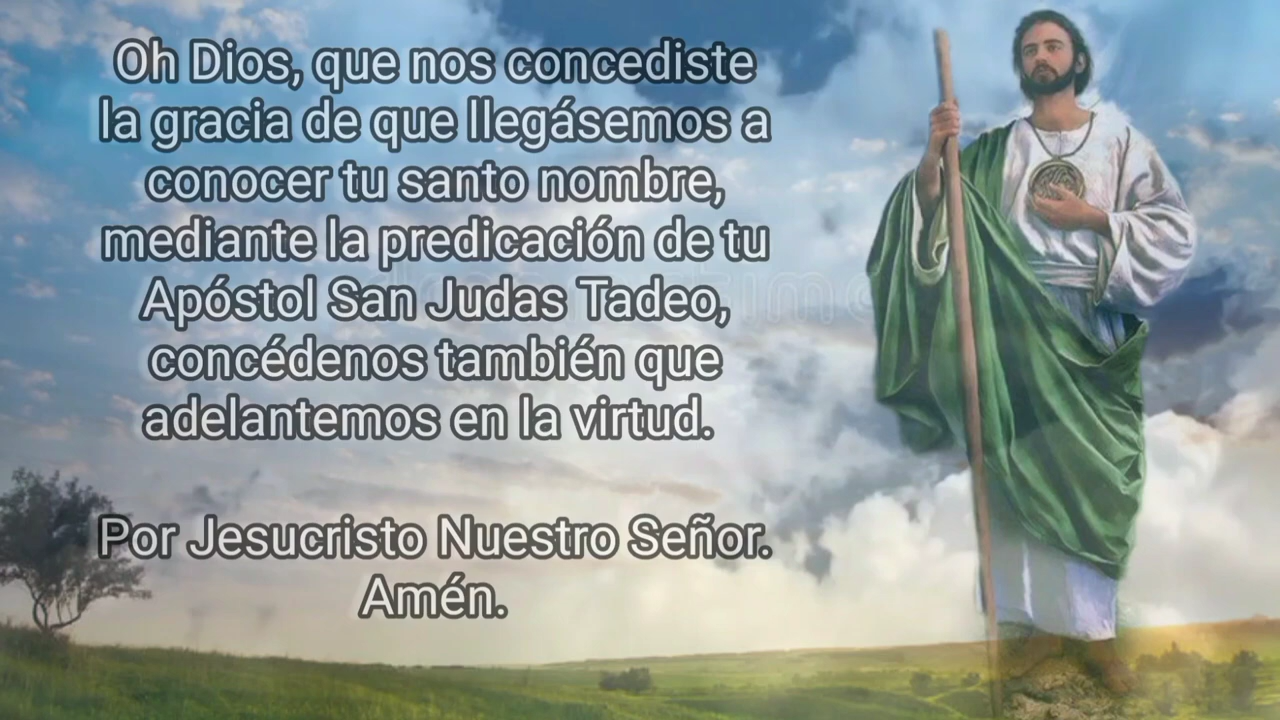 Oh Dios, que nos concediste
la gracia de que llegásemos a
conocer tu santo nombre,
mediante la predicación de tu
Apóstol San Judas Tadeo,
concédenos también que
adelantemos en la virtud.
Por Jesucristo Nuestro Señor.
Amén.